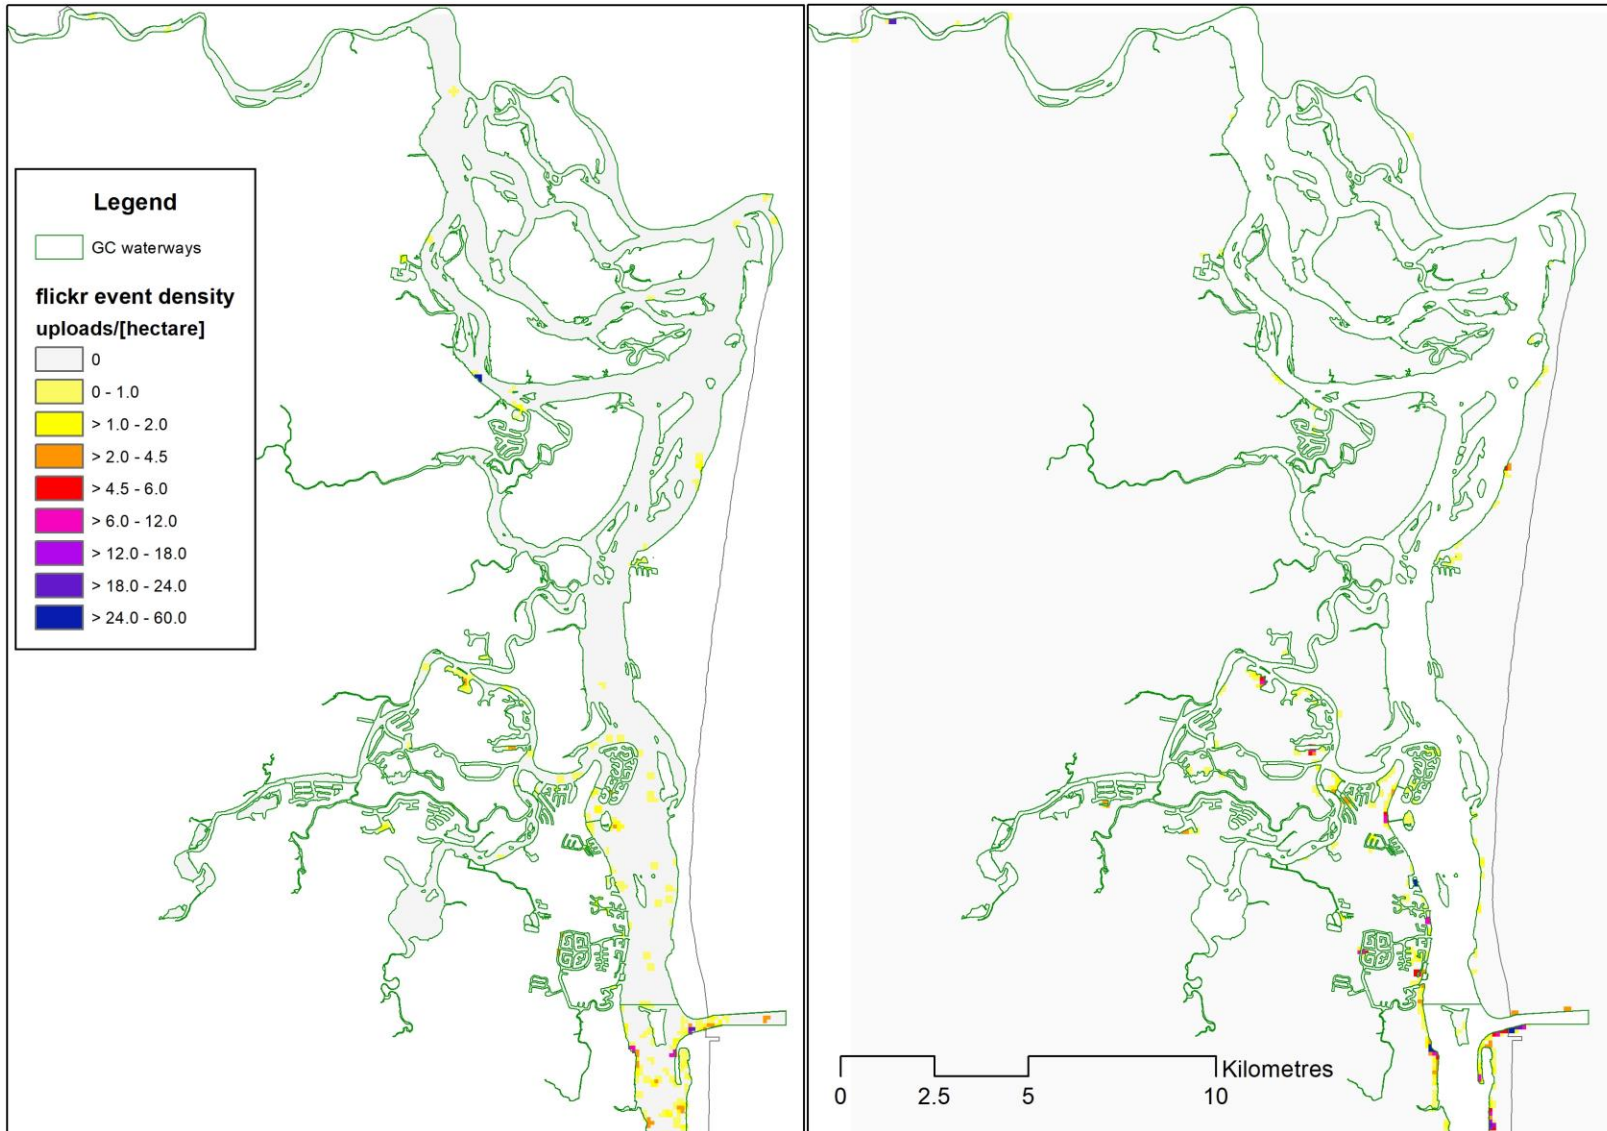 Legend
GC waterways
flickr event density
uploads/[hectare]
0
0 - 1.0
> 1.0 - 2.0
> 2.0 - 4.5
> 4.5 - 6.0
> 6.0 - 12.0
> 12.0 - 18.0
> 18.0 - 24.0
> 24.0 - 60.0
Kilometres
0 2.5 5 10